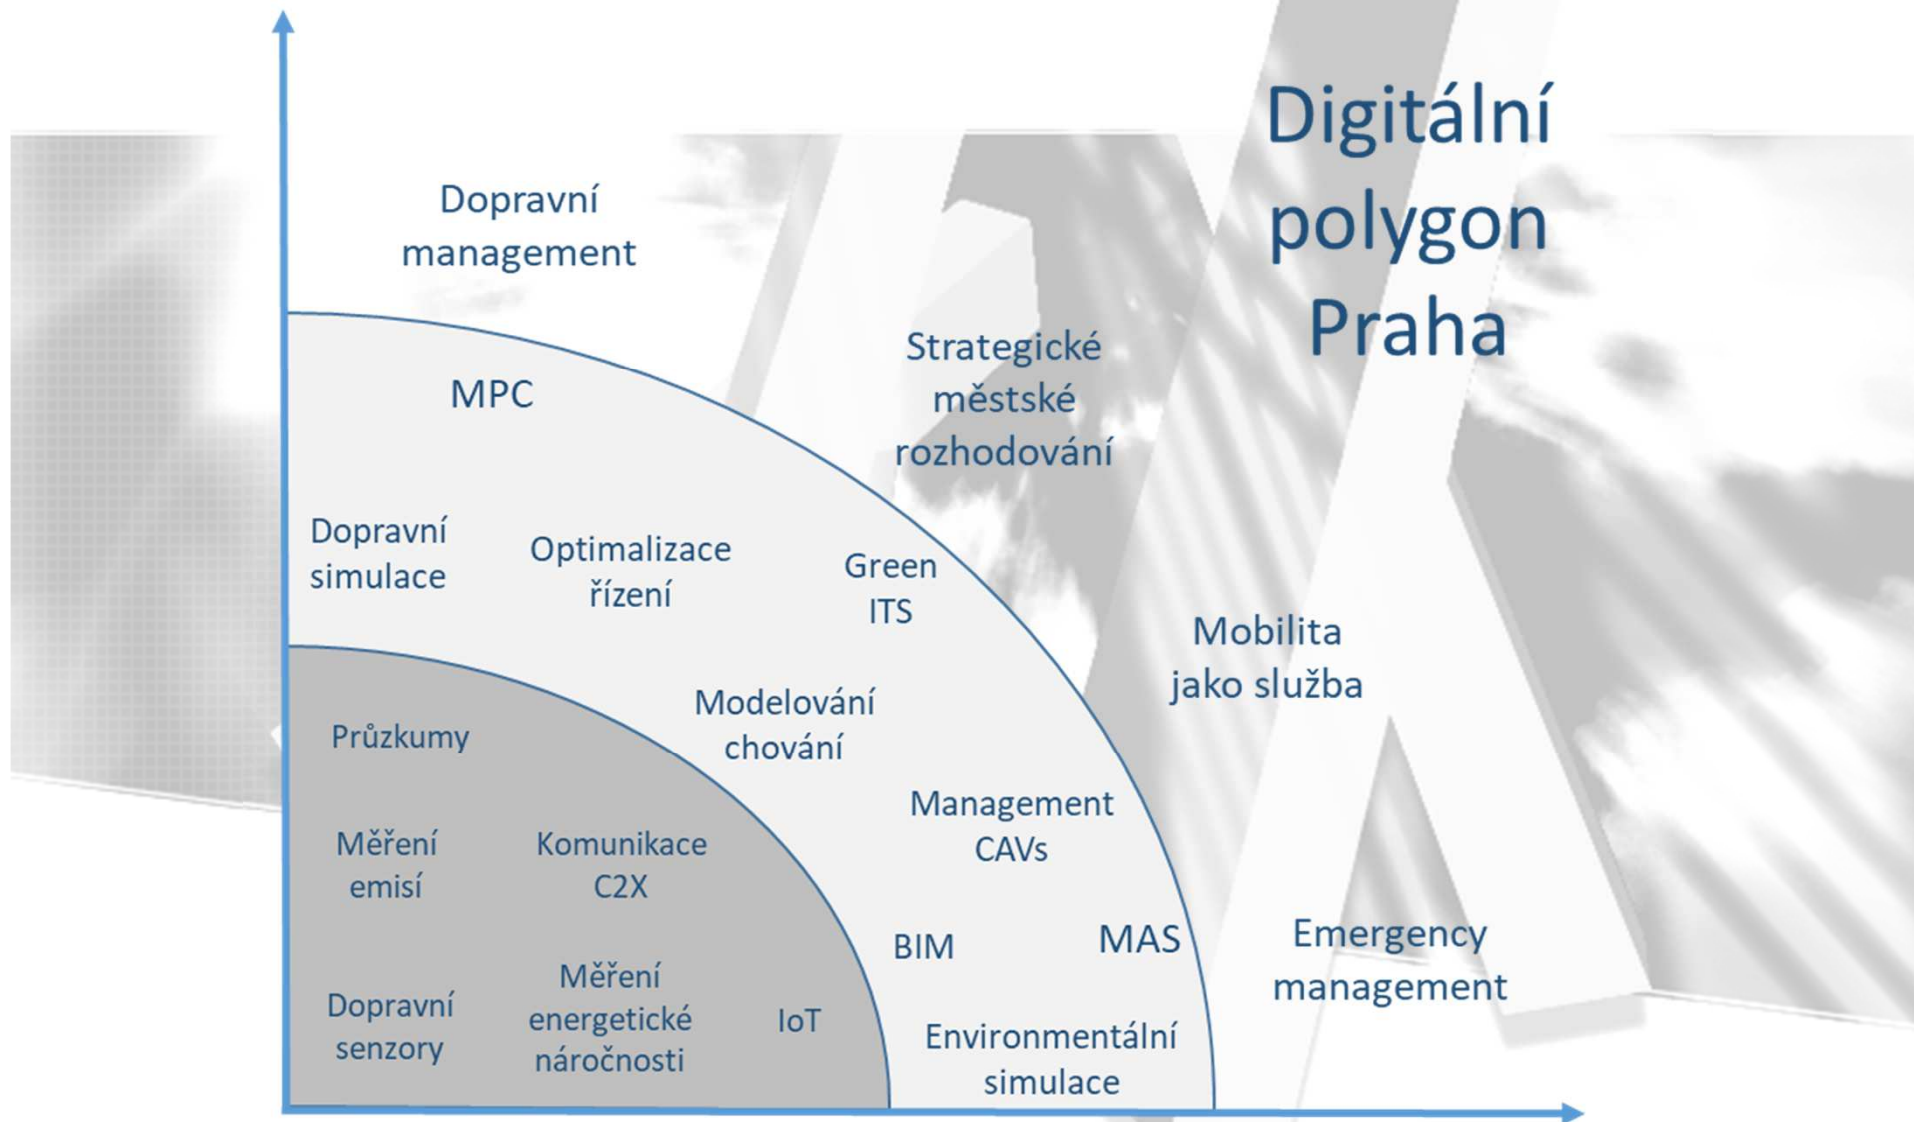 Digitální
polygon
Praha
Dopravní
management
Strategické
městské
rozhodování
MPC
Dopravní
simulace
Optimalizace
řízení
Green
ITS
Mobilita
jako služba
Modelování
chování
Průzkumy
Management
CAVs
Měření
emisí
Komunikace
C2X
BIM
MAS
Emergency
management
Dopravní
senzory
Měření
energetické
náročnosti
IoT
Environmentální
simulace